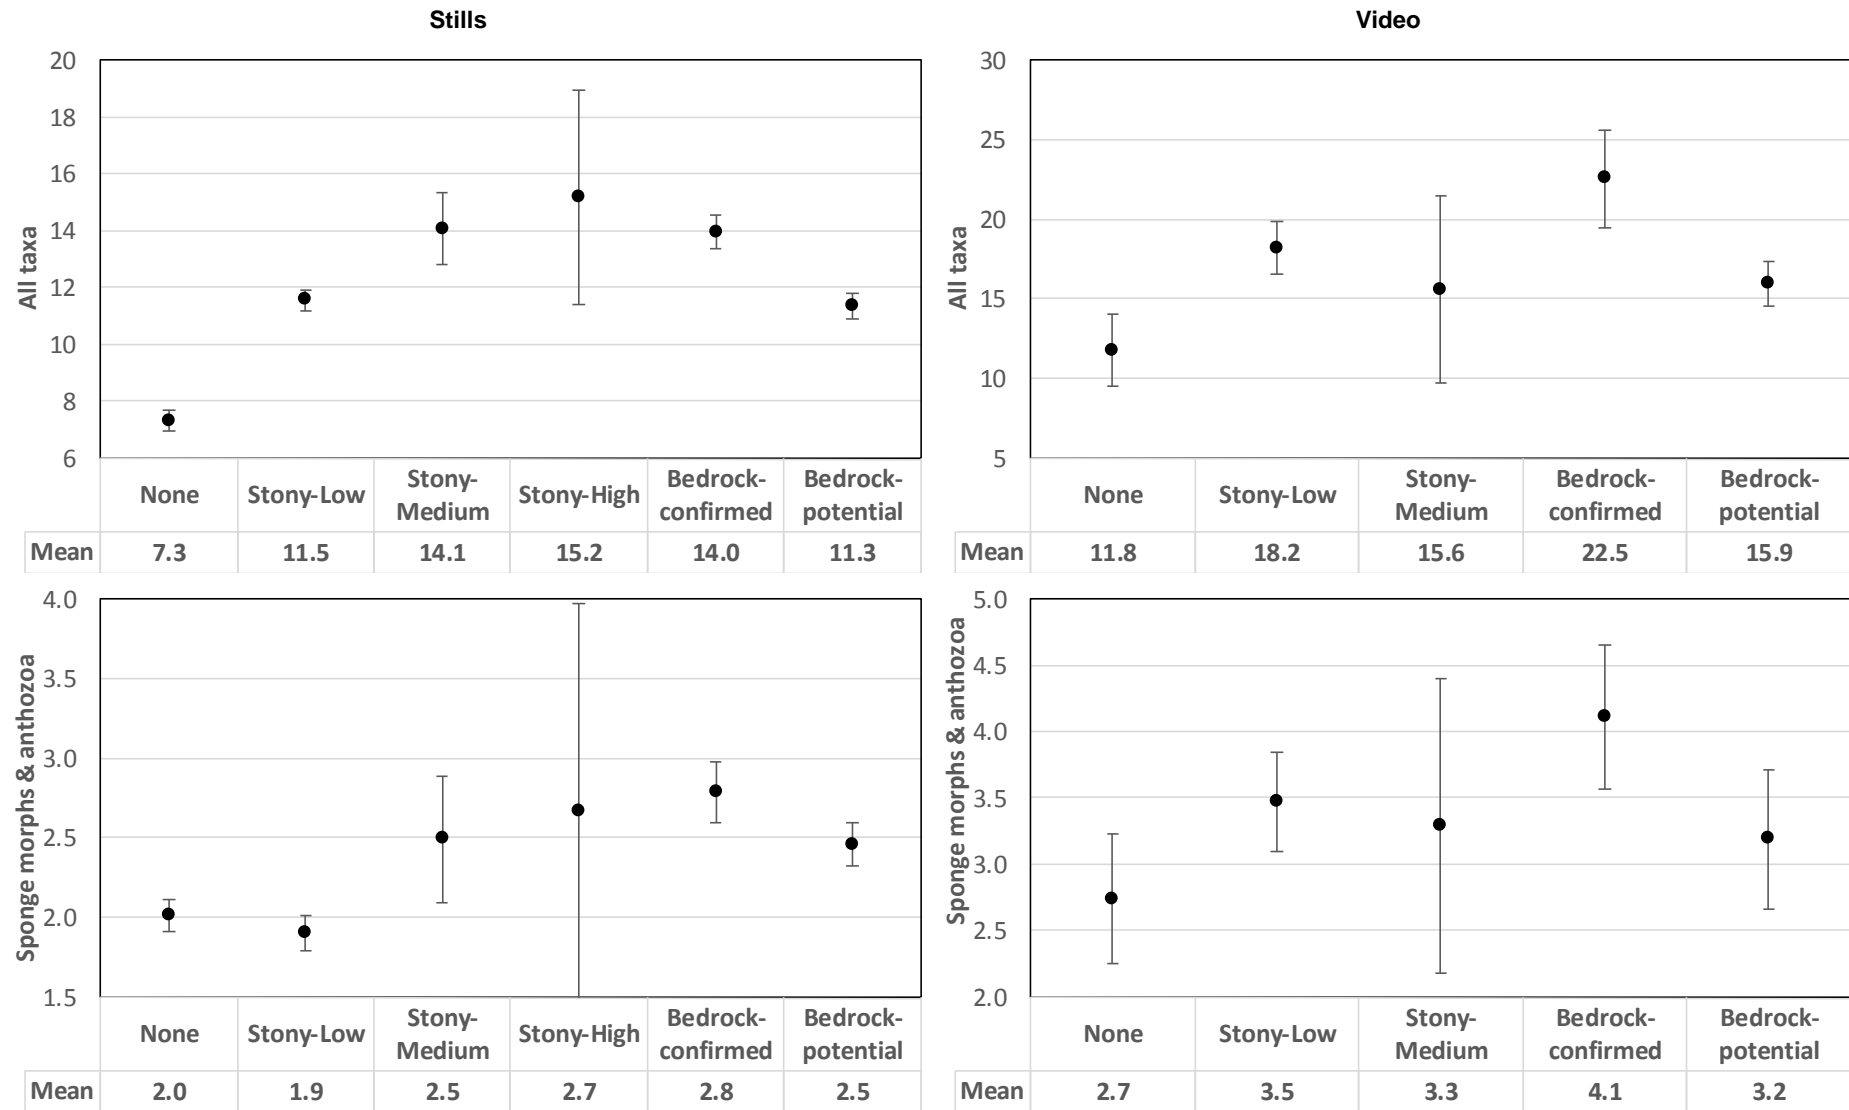 Stills
20
18
16
14
12
10
8
6
All taxa
None Stony-Low Stony- Stony-High Bedrock- Bedrock-
Medium confirmed potential
Mean 7.3 11.5 14.1 15.2 14.0 11.3
Video
30
25
20
15
10
5
All taxa
None Stony-Low Stony- Bedrock- Bedrock-
Medium confirmed potential
Mean 11.8 18.2 15.6 22.5 15.9
4.0
3.5
3.0
2.5
2.0
1.5
Sponge morphs & anthozoa
None Stony-Low Stony- Stony-High Bedrock- Bedrock-
Medium confirmed potential
Mean 2.0 1.9 2.5 2.7 2.8 2.5
5.0
4.5
4.0
3.5
3.0
2.5
2.0
Sponge morphs & anthozoa
None Stony-Low Stony- Bedrock- Bedrock-
Medium confirmed potential
Mean 2.7 3.5 3.3 4.1 3.2